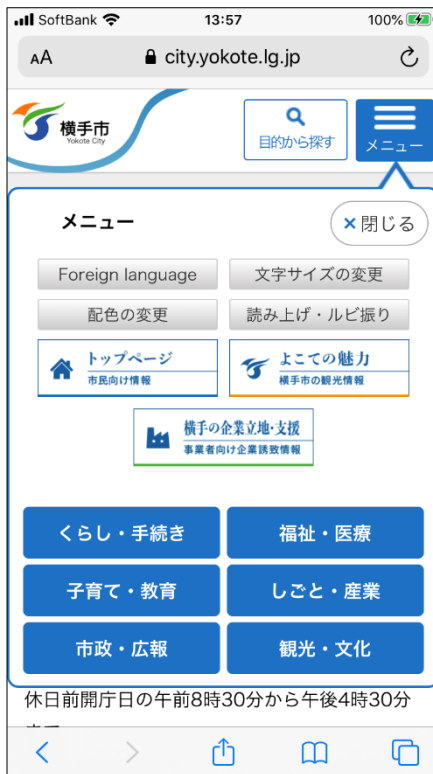 SoftBank 13:57 100%
AA city.yokote.lg.jp
横手市
Yokote City
目的から探す
メニュー
メニュー
×閉じる
Foreign language 文字サイズの変更
配色の変更 読み上げ・ルビ振り
トップページ
市民向け情報
よこての魅力
横手市の観光情報
横手の企業立地・支援
事業者向け企業誘致情報
くらし・手続き 福祉・医療
子育て・教育 しごと・産業
市政・広報 観光・文化
休日前開庁日の午前8時30分から午後4時30分